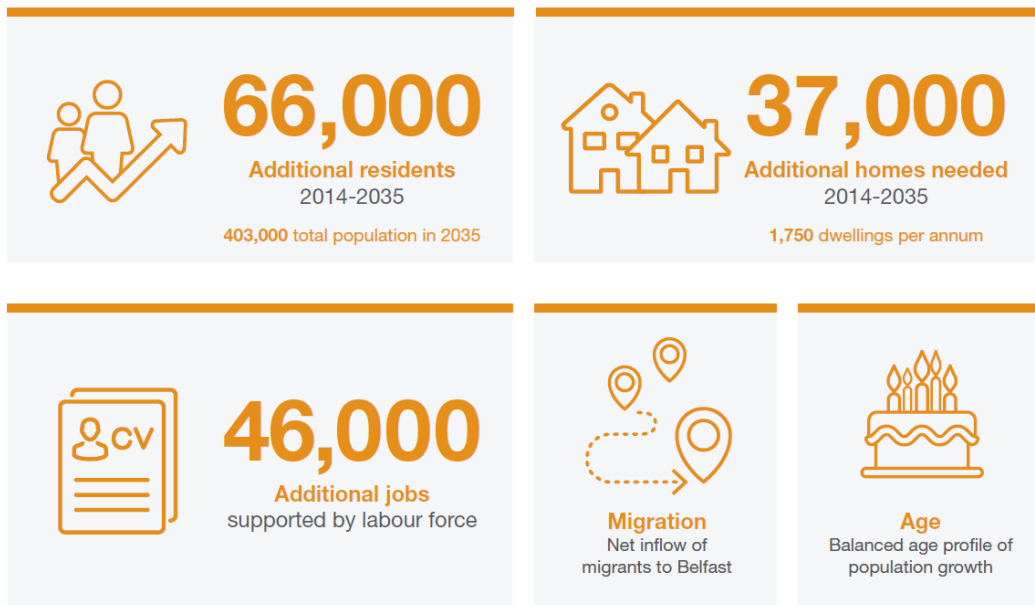 66,000
Additional residents
2014-2035
403,000 total population in 2035
37,000
Additional homes needed
2014-2035
1,750 dwellings per annum
CV
46,000
Additional jobs
supported by labour force
Migration
Net inflow of
migrants to Belfast
Age
Balanced age profile of
population growth